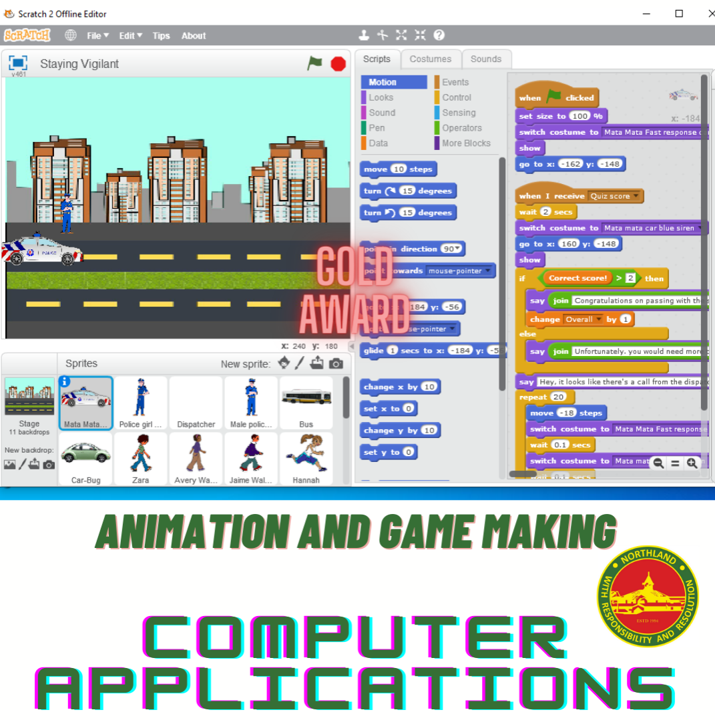 Scratch 2 Offline Editor
SCRATCH File Edit Tips About
v461 Staying Vigilant
Scripts Costumes Sounds
Motion Events
Looks Control
Sound Sensing
Pen Operators
Data More Blocks
move 10 steps
turn 15 degrees
turn 15 degrees
point in direction 90
point towards mouse-pointer
184 y: -56
mouse-pointer
glide 1 secs to x: -184 y: -5
change x by 10
set x to 0
change y by 10
set y to 0
when clicked
set size to 100 %
switch costume to Mata Mata Fast response
show
go to x: -162 y: -148
x: -184
when I receive Quiz score
wait 2 secs
switch costume to Mata mata car blue siren
go to x: 160 y: -148
show
if Correct score! > 2 then
say join Congratulations on passing with
change Overall by 1
else
say join Unfortunately, you would need mor
say Hey, it looks like there's a call from the dispa
repeat 20
move -18 steps
switch costume to Mata Mata Fast respons
wait 0.1 secs
switch costume to Mata mat
GOLD
AWARD
x: 240 y: 180
Sprites New sprite:
Stage
11 backdrops
New backdrop:
Mata Mata... Police girl ... Dispatcher Male polic... Bus
Car-Bug Zara Avery Wa... Jaime Wal... Hannah
ANIMATION AND GAME MAKING
NORTHLAND
WITH RESPONSIBILITY AND RESOLUTION
COMPUTER
APPLICATIONS